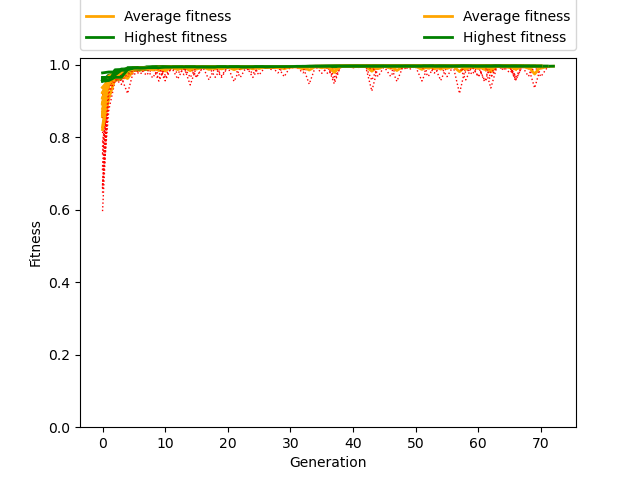 Average fitness Average fitness
Highest fitness Highest fitness
1.0
0.8
0.6
0.4
0.2
0.0
Fitness
0 10 20 30 40 50 60 70
Generation